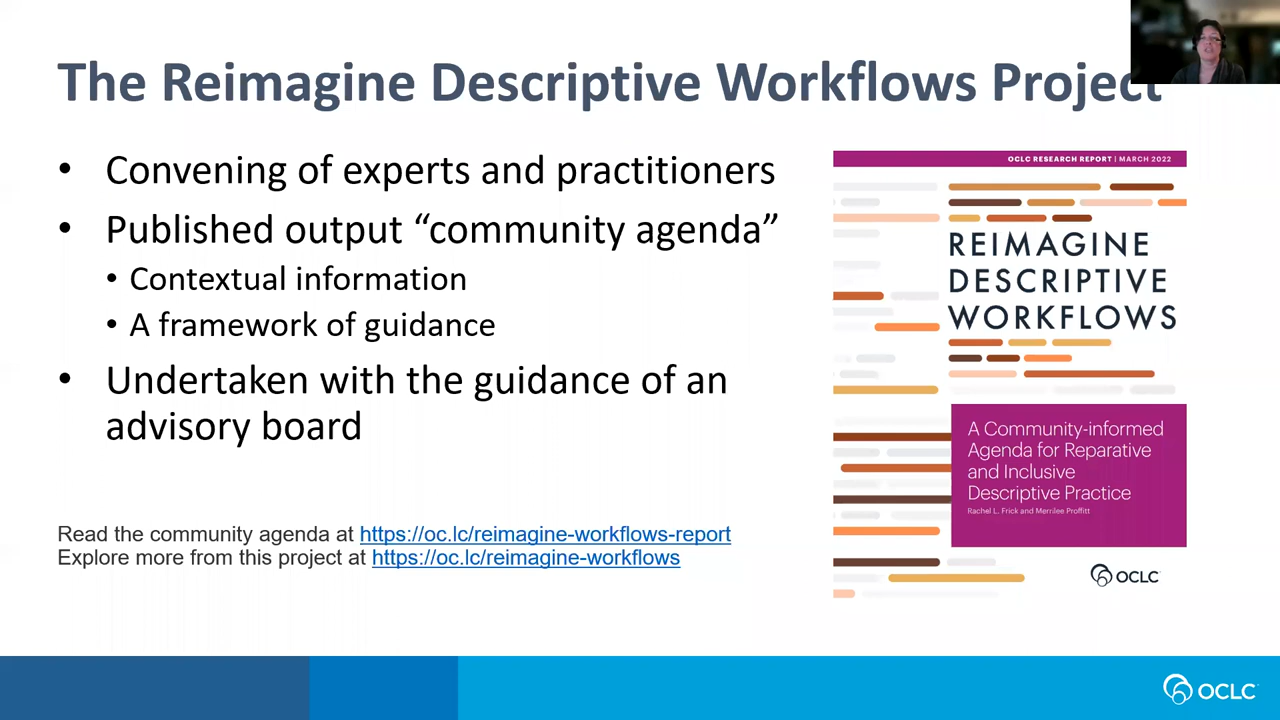 The Reimagine Descriptive Workflows Project
• Convening of experts and practitioners
• Published output “community agenda”
• Contextual information
• A framework of guidance
• Undertaken with the guidance of an
advisory board
Read the community agenda at https://oc.lc/reimagine-workflows-report
Explore more from this project at https://oc.lc/reimagine-workflows
OCLC RESEARCH REPORT | MARCH 2022
REIMAGINE
DESCRIPTIVE
WORKFLOWS
A Community-informed
Agenda for Reparative
and Inclusive
Descriptive Practice
Rachel L. Frick and Merrilee Proffitt
OCLC
OCLC